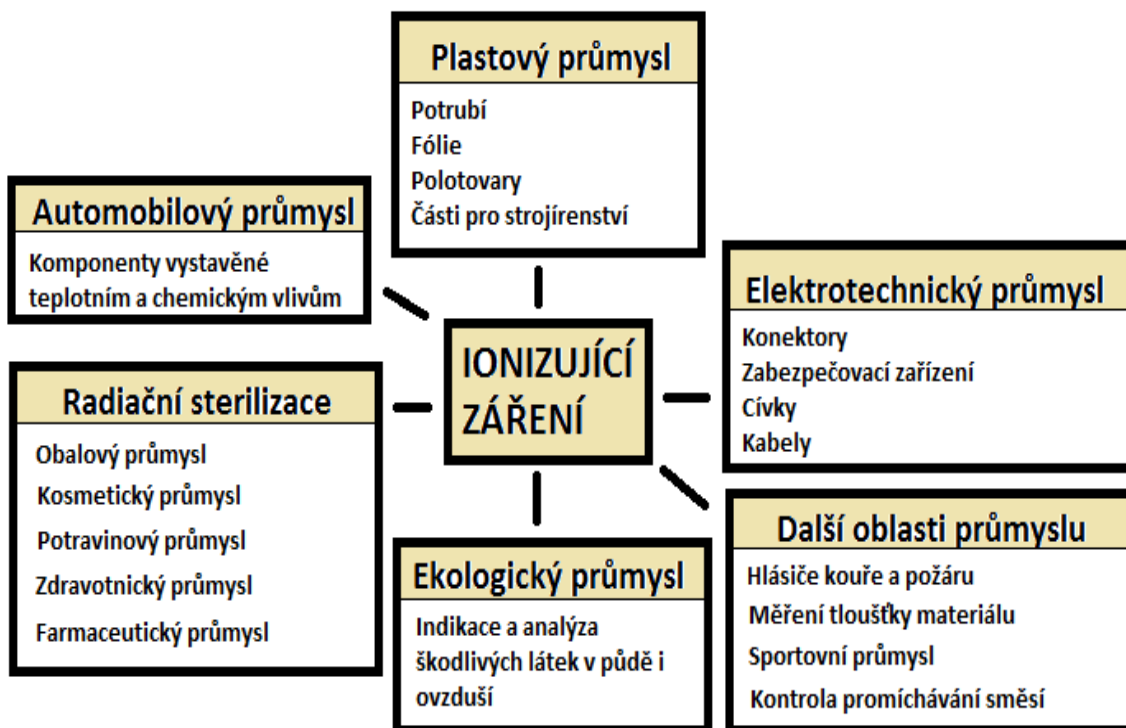 Plastový průmysl
Potrubí
Fólie
Polotovary
Části pro strojírenství
Automobilový průmysl
Komponenty vystavěné
teplotním a chemickým vlivům
Elektrotechnický průmysl
Konektory
Zabezpečovací zařízení
Cívky
Kabely
IONIZUJÍCÍ
ZÁŘENÍ
Radiační sterilizace
Obalový průmysl
Kosmetický průmysl
Potravinový průmysl
Zdravotnický průmysl
Farmaceutický průmysl
Ekologický průmysl
Indikace a analýza
škodlivých látek v půdě i
ovzduší
Další oblasti průmyslu
Hlásiče kouře a požáru
Měření tloušťky materiálu
Sportovní průmysl
Kontrola promíchávání směsí